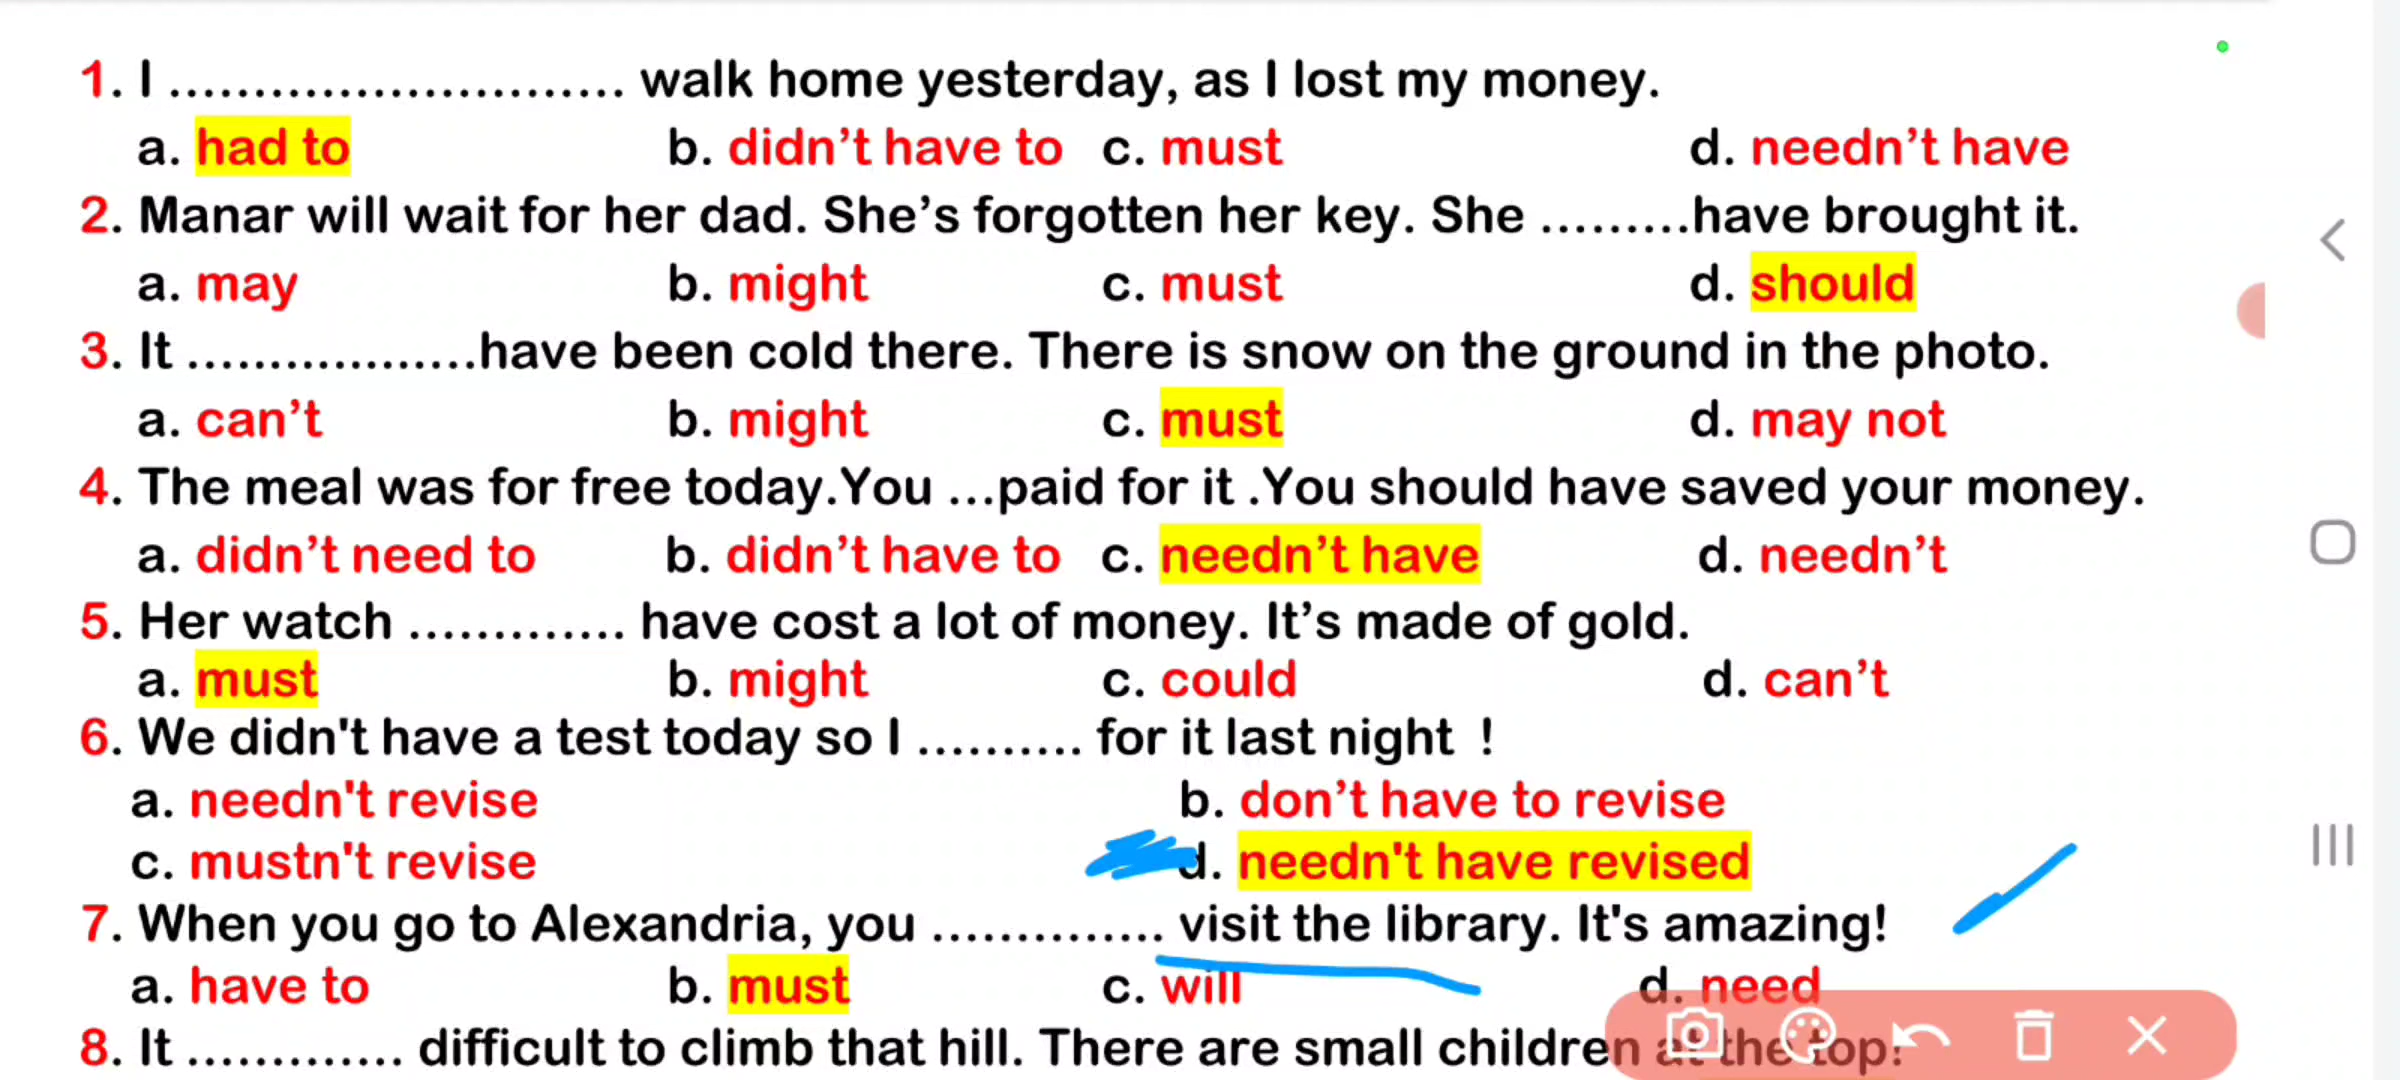 1. I ........................... walk home yesterday, as I lost my money.
a. had to b. didn’t have to c. must d. needn’t have
2. Manar will wait for her dad. She’s forgotten her key. She .........have brought it.
a. may b. might c. must d. should
3. It .................have been cold there. There is snow on the ground in the photo.
a. can’t b. might c. must d. may not
4. The meal was for free today.You ...paid for it .You should have saved your money.
a. didn’t need to b. didn’t have to c. needn’t have d. needn’t
5. Her watch ............. have cost a lot of money. It’s made of gold.
a. must b. might c. could d. can’t
6. We didn't have a test today so I .......... for it last night !
a. needn't revise b. don’t have to revise
c. mustn't revise d. needn't have revised
7. When you go to Alexandria, you .............. visit the library. It's amazing!
a. have to b. must c. will d. need
8. It ............. difficult to climb that hill. There are small children at the top.